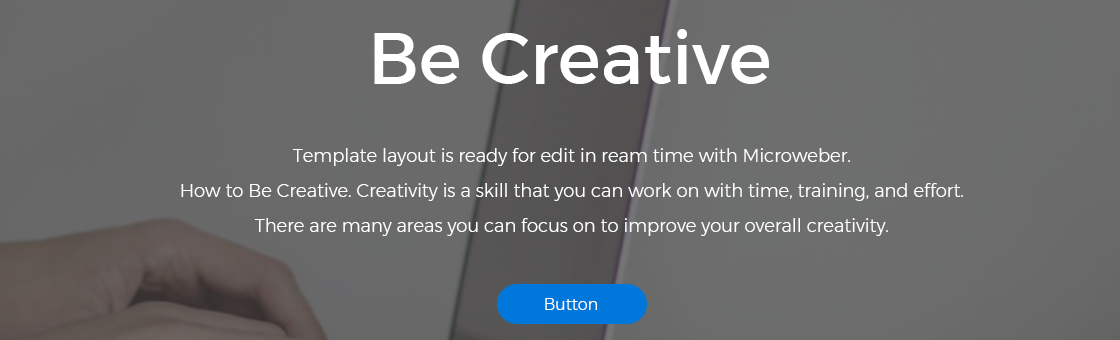 Be Creative
Template layout is ready for edit in ream time with Microweber.
How to Be Creative. Creativity is a skill that you can work on with time, training, and effort.
There are many areas you can focus on to improve your overall creativity.
Button